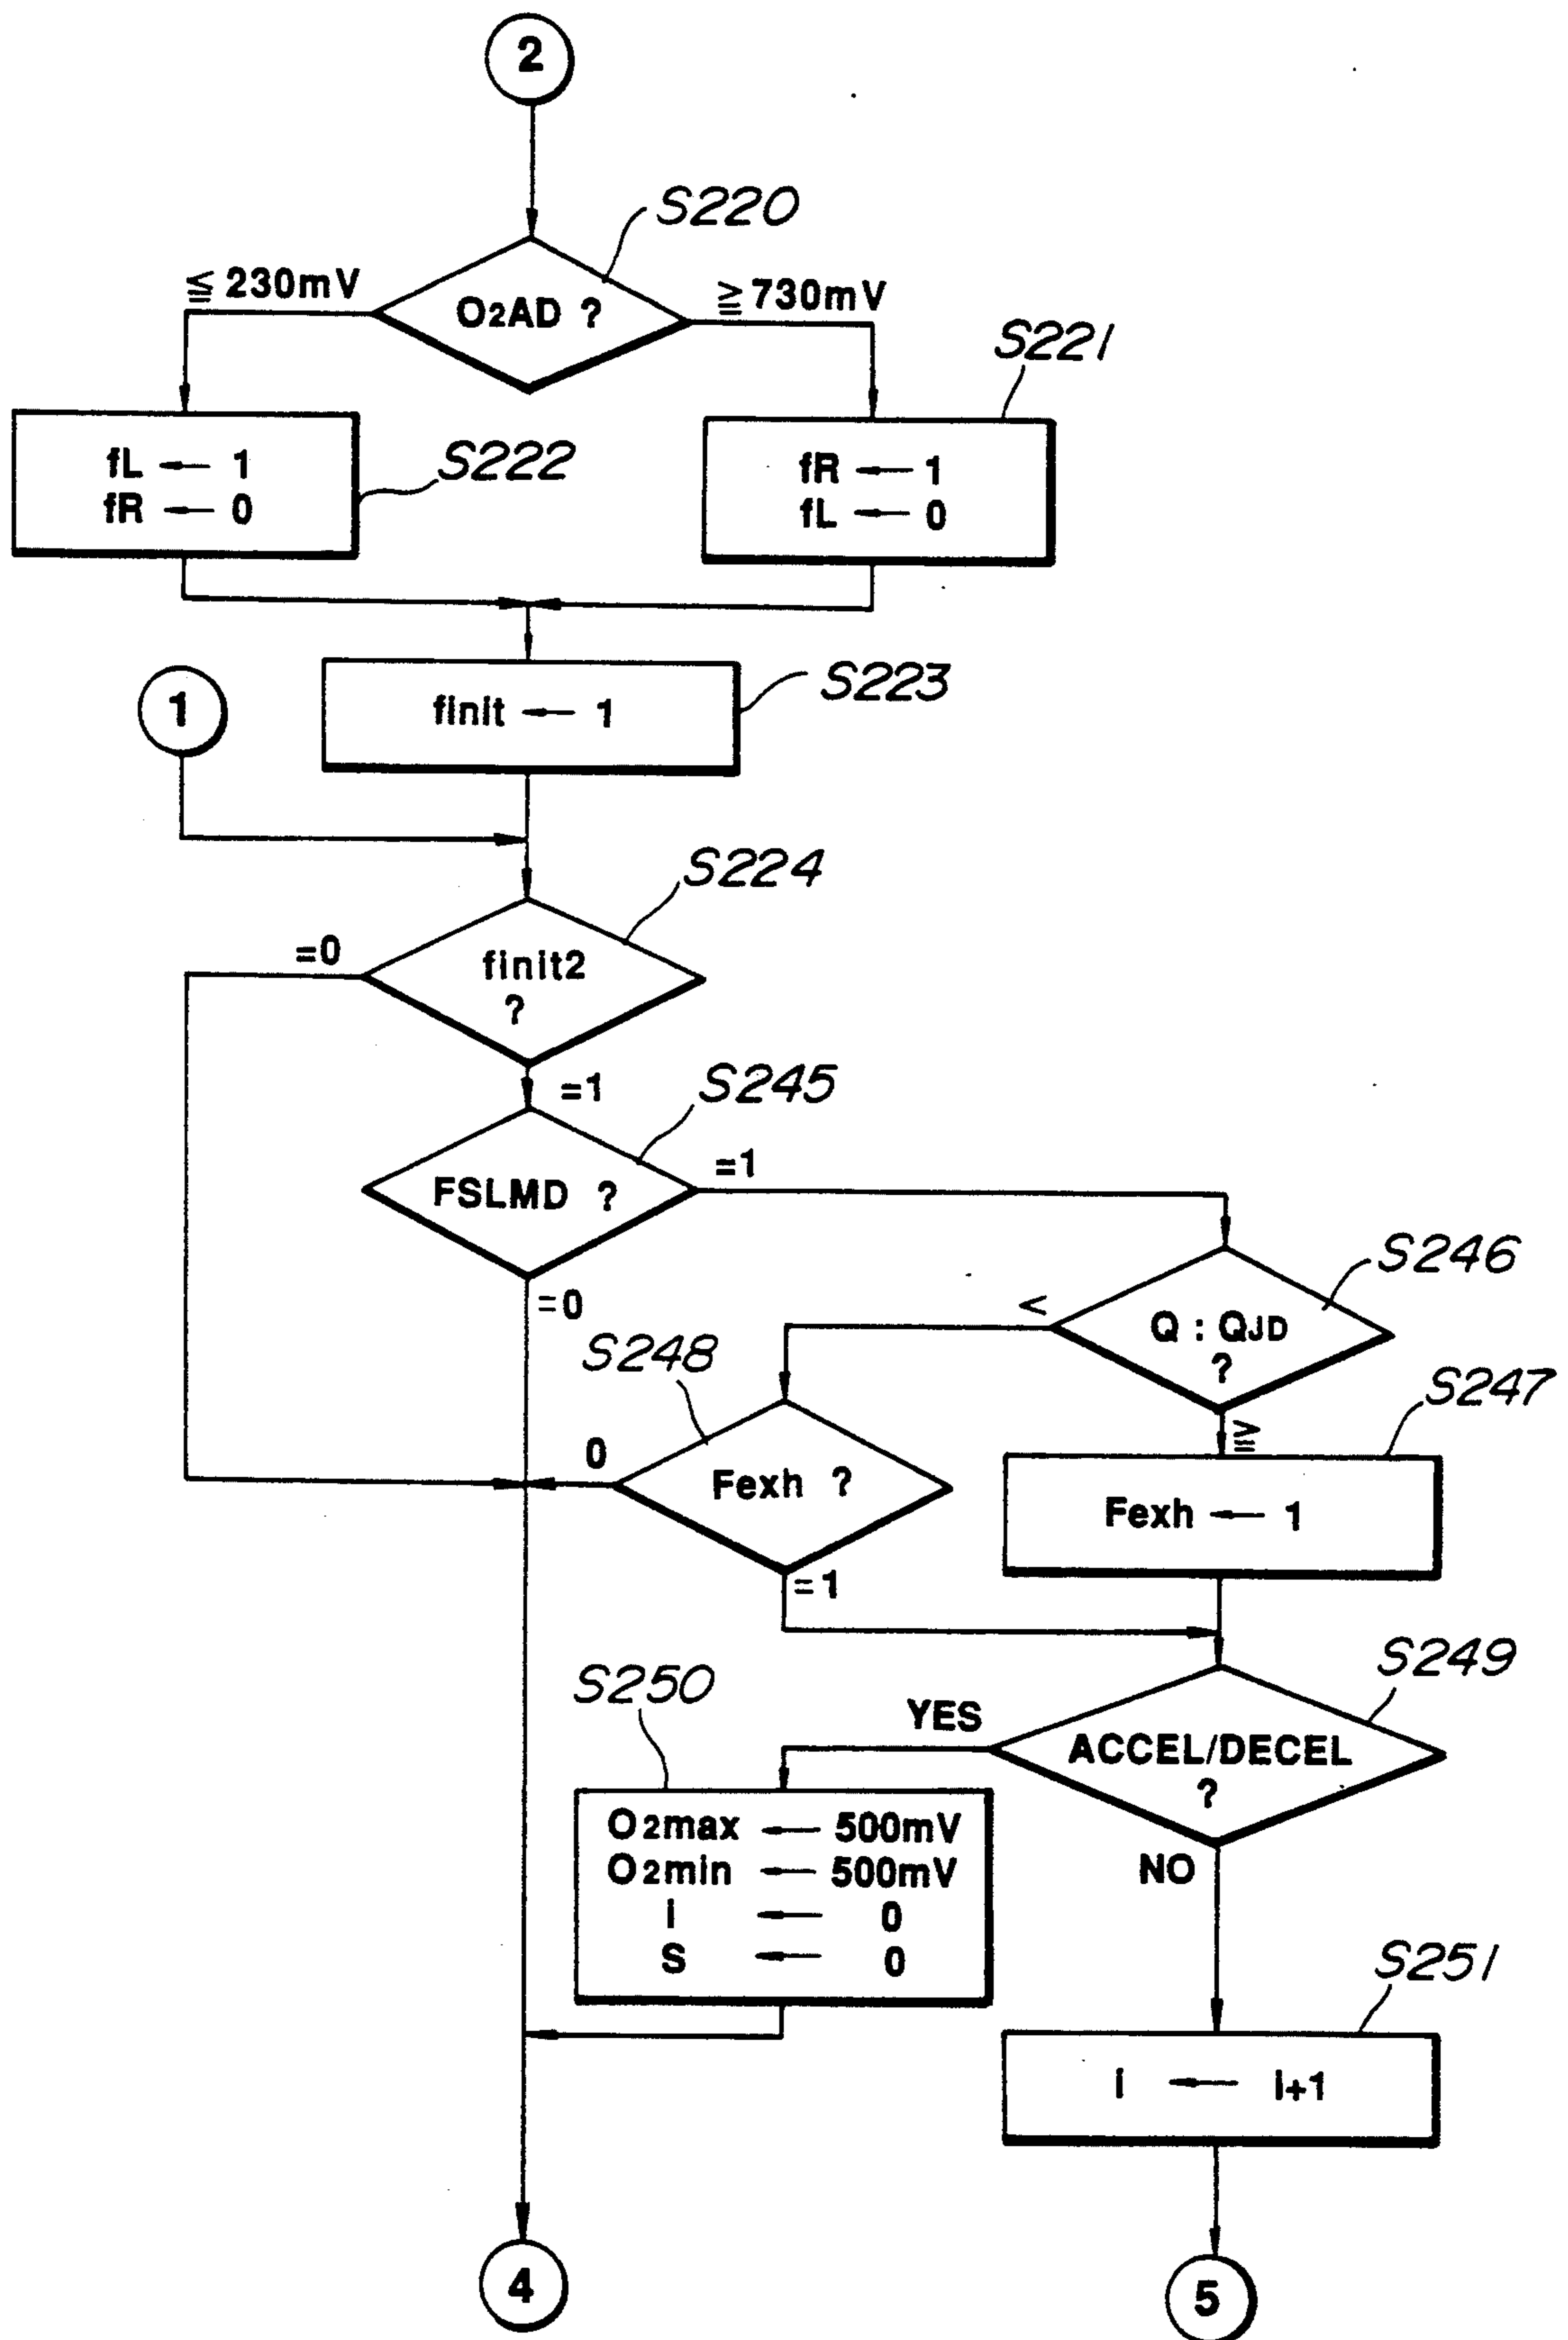 2
S220
≦ 230mV
O2AD ?
≧ 730mV
S221
fL ← 1
fR ← 0
S222
fR ← 1
fL ← 0
1
finit ← 1
S223
S224
=0
finit2
?
=1
S245
FSLMD ?
=1
=0
S246
<
Q : QJD
?
≧
S248
S247
0
Fexh ?
=1
Fexh ← 1
S249
S250
YES
ACCEL/DECEL
?
NO
O2max ← 500mV
O2min ← 500mV
i ← 0
S ← 0
S251
i ← i+1
4
5